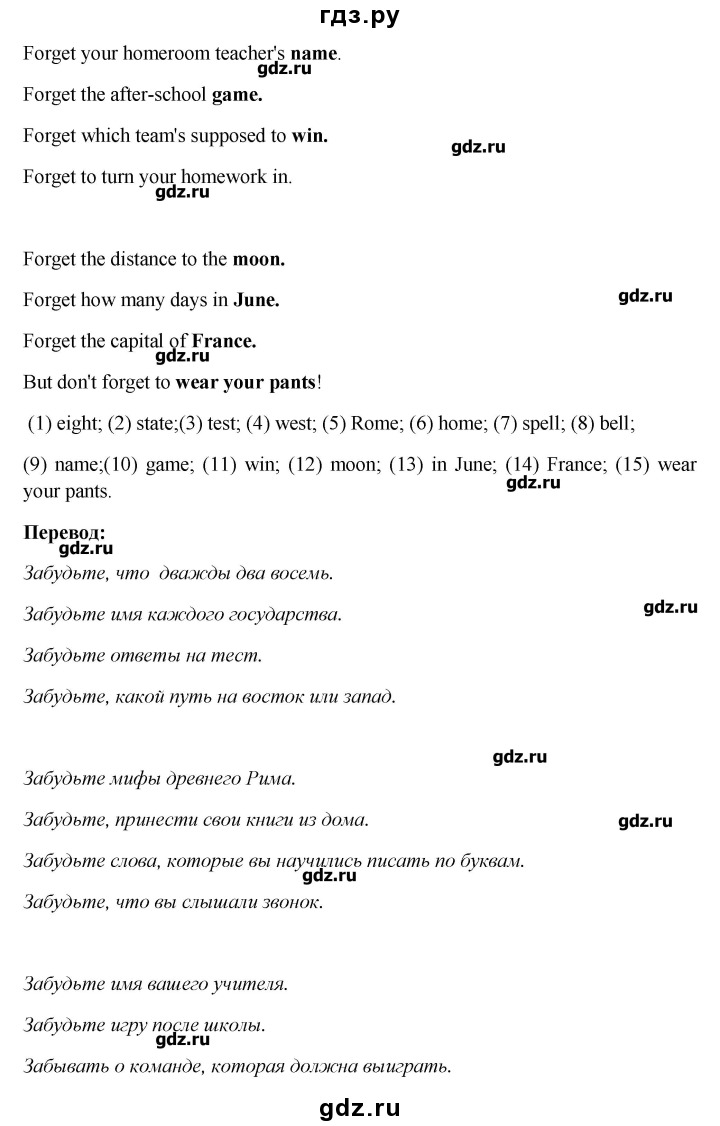 гдз.ру
Forget your homeroom teacher's name.
gdz.ru
Forget the after-school game.
Forget which team's supposed to win.
gdz.ru
Forget to turn your homework in.
gdz.ru
Forget the distance to the moon.
Forget how many days in June.
gdz.ru
Forget the capital of France.
gdz.ru
But don't forget to wear your pants!
(1) eight; (2) state;(3) test; (4) west; (5) Rome; (6) home; (7) spell; (8) bell;
(9) name;(10) game; (11) win; (12) moon; (13) in June; (14) France; (15) wear
your pants.
gdz.ru
Перевод:
gdz.ru
Забудьте, что дважды два восемь.
Забудьте имя каждого государства.
gdz.ru
Забудьте ответы на тест.
Забудьте, какой путь на восток или запад.
gdz.ru
Забудьте мифы древнего Рима.
Забудьте, принести свои книги из дома.
gdz.ru
Забудьте слова, которые вы научились писать по буквам.
gdz.ru
Забудьте, что вы слышали звонок.
Забудьте имя вашего учителя.
Забудьте игру после школы.
gdz.ru
Забывать о команде, которая должна выиграть.
gdz.ru